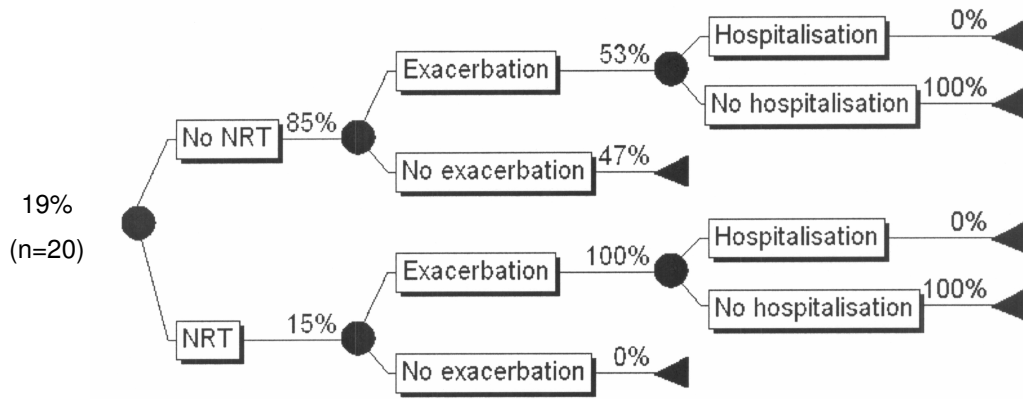 Hospitalisation 0%
Exacerbation 53%
No hospitalisation 100%
No NRT 85%
No exacerbation 47%
19%
(n=20)
Hospitalisation 0%
Exacerbation 100%
No hospitalisation 100%
NRT 15%
No exacerbation 0%